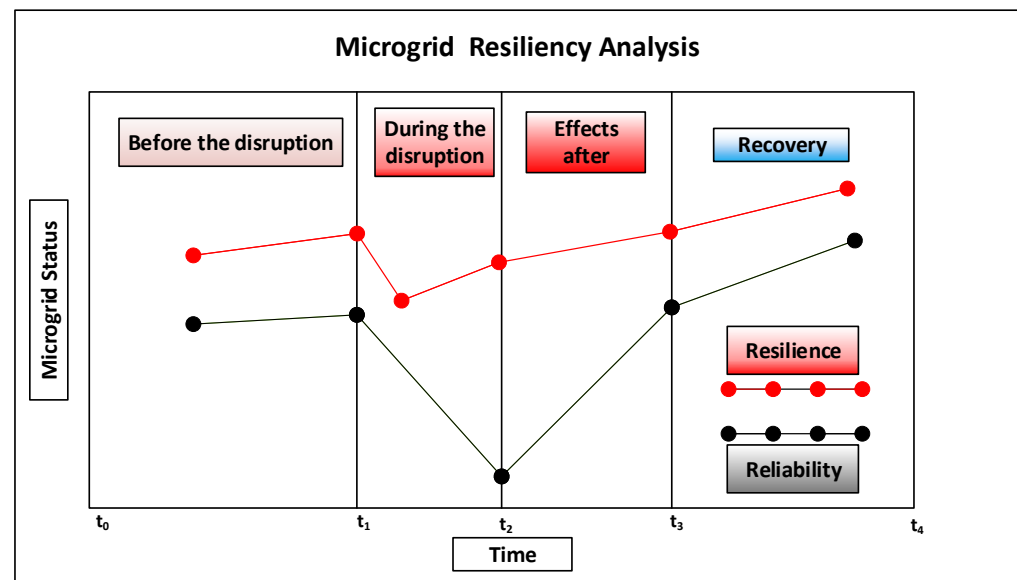 Microgrid Resiliency Analysis
Before the disruption
During the
disruption
Effects
after
Recovery
Microgrid Status
Resilience
Reliability
t0
t1
t2
t3
t4
Time